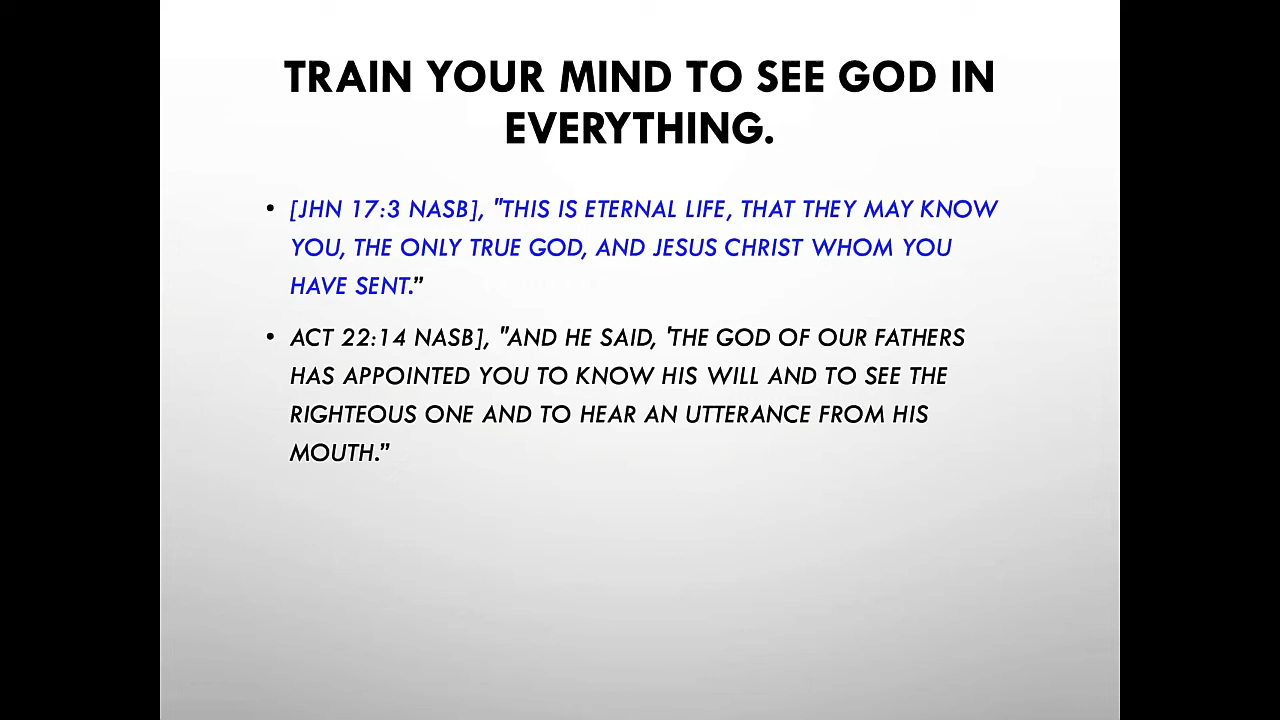 TRAIN YOUR MIND TO SEE GOD IN
EVERYTHING.
• [JHN 17:3 NASB], "THIS IS ETERNAL LIFE, THAT THEY MAY KNOW
YOU, THE ONLY TRUE GOD, AND JESUS CHRIST WHOM YOU
HAVE SENT.”
• ACT 22:14 NASB], "AND HE SAID, 'THE GOD OF OUR FATHERS
HAS APPOINTED YOU TO KNOW HIS WILL AND TO SEE THE
RIGHTEOUS ONE AND TO HEAR AN UTTERANCE FROM HIS
MOUTH.”